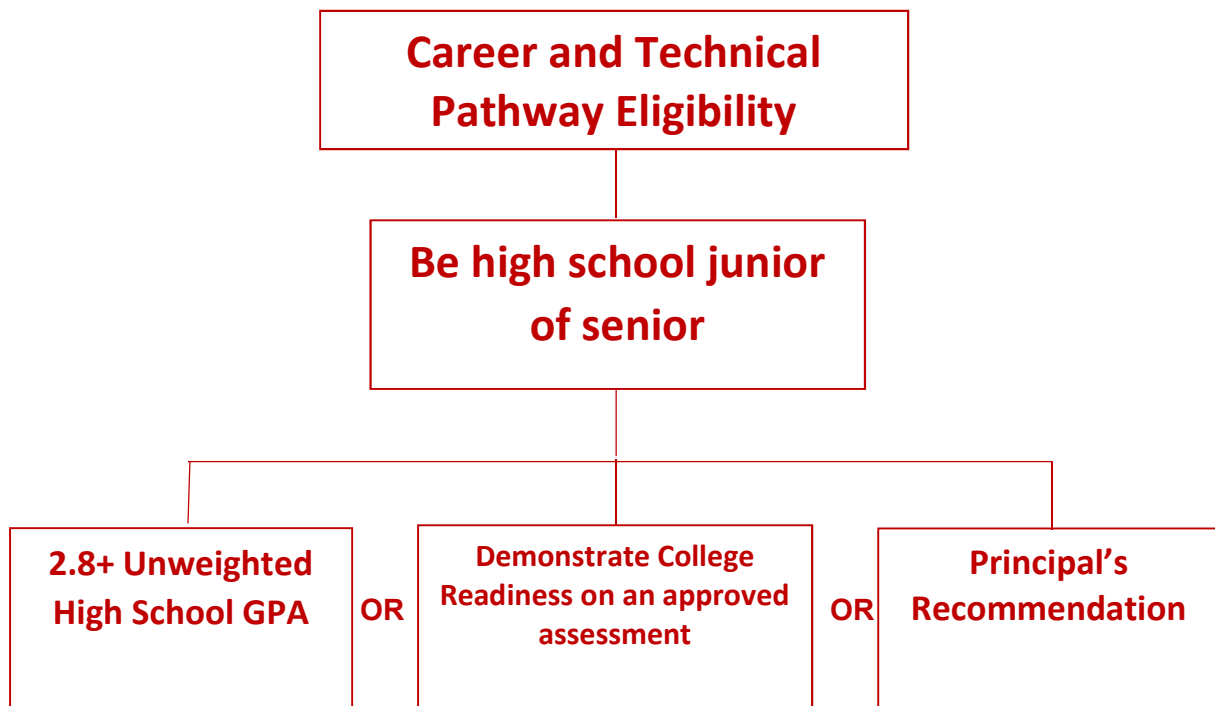 Career and Technical
Pathway Eligibility
Be high school junior
of senior
2.8+ Unweighted
High School GPA
OR
Demonstrate College
Readiness on an approved
assessment
OR
Principal’s
Recommendation